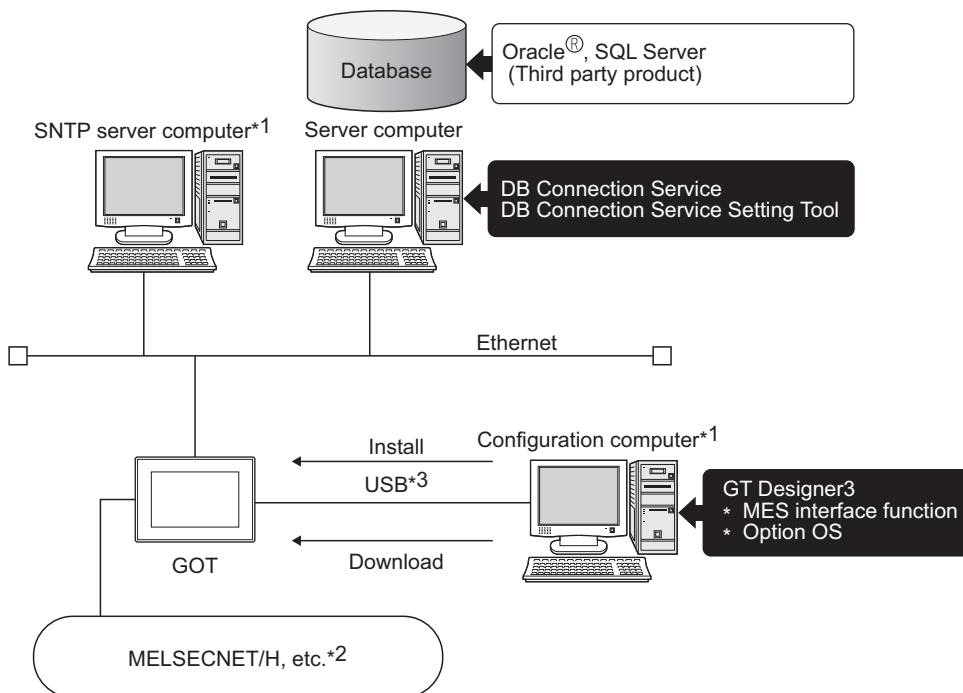 Database
Oracle®, SQL Server
(Third party product)
SNTP server computer*1
Server computer
DB Connection Service
DB Connection Service Setting Tool
Ethernet
Install
Configuration computer*1
USB*3
GT Designer3
* MES interface function
* Option OS
Download
GOT
MELSECNET/H, etc.*2